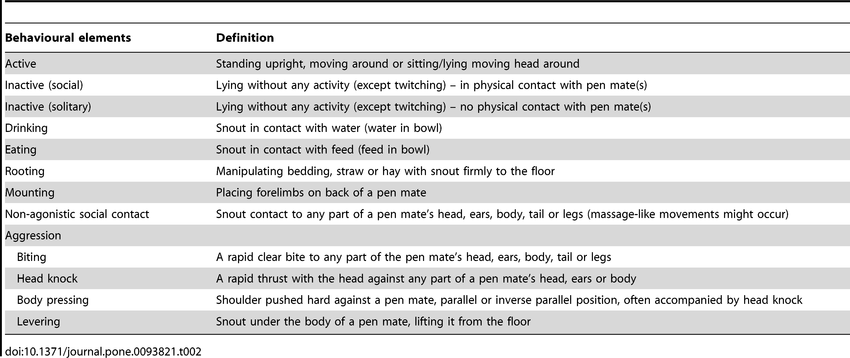 Behavioural elements Definition
Active Standing upright, moving around or sitting/lying moving head around
Inactive (social) Lying without any activity (except twitching) – in physical contact with pen mate(s)
Inactive (solitary) Lying without any activity (except twitching) – no physical contact with pen mate(s)
Drinking Snout in contact with water (water in bowl)
Eating Snout in contact with feed (feed in bowl)
Rooting Manipulating bedding, straw or hay with snout firmly to the floor
Mounting Placing forelimbs on back of a pen mate
Non-agonistic social contact Snout contact to any part of a pen mate's head, ears, body, tail or legs (massage-like movements might occur)
Aggression
Biting A rapid clear bite to any part of the pen mate's head, ears, body, tail or legs
Head knock A rapid thrust with the head against any part of a pen mate's head, ears or body
Body pressing Shoulder pushed hard against a pen mate, parallel or inverse parallel position, often accompanied by head knock
Levering Snout under the body of a pen mate, lifting it from the floor
doi:10.1371/journal.pone.0093821.t002